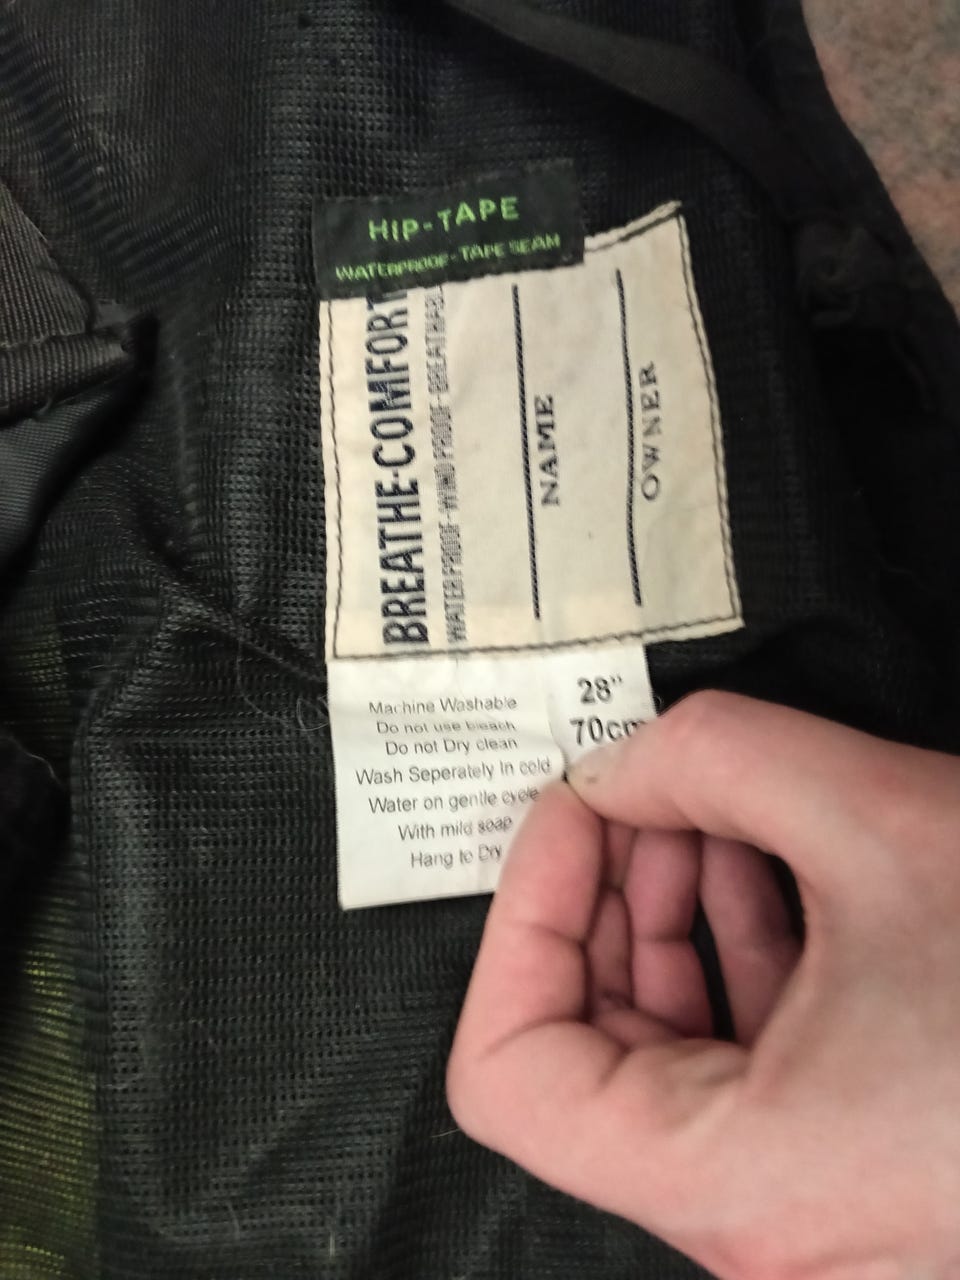 HIP-TAPE
WATERPROOF-TAPE SEAM
BREATHE-COMFORT
WATER PROOF-WIND PROOF-BREATHABL
NAME
OWNER
Machine Washable
Do not use bleach
Do not Dry clean
Wash Seperately In cold
Water on gentle cycle
With mild soap
Hang to Dry
28"
70cm